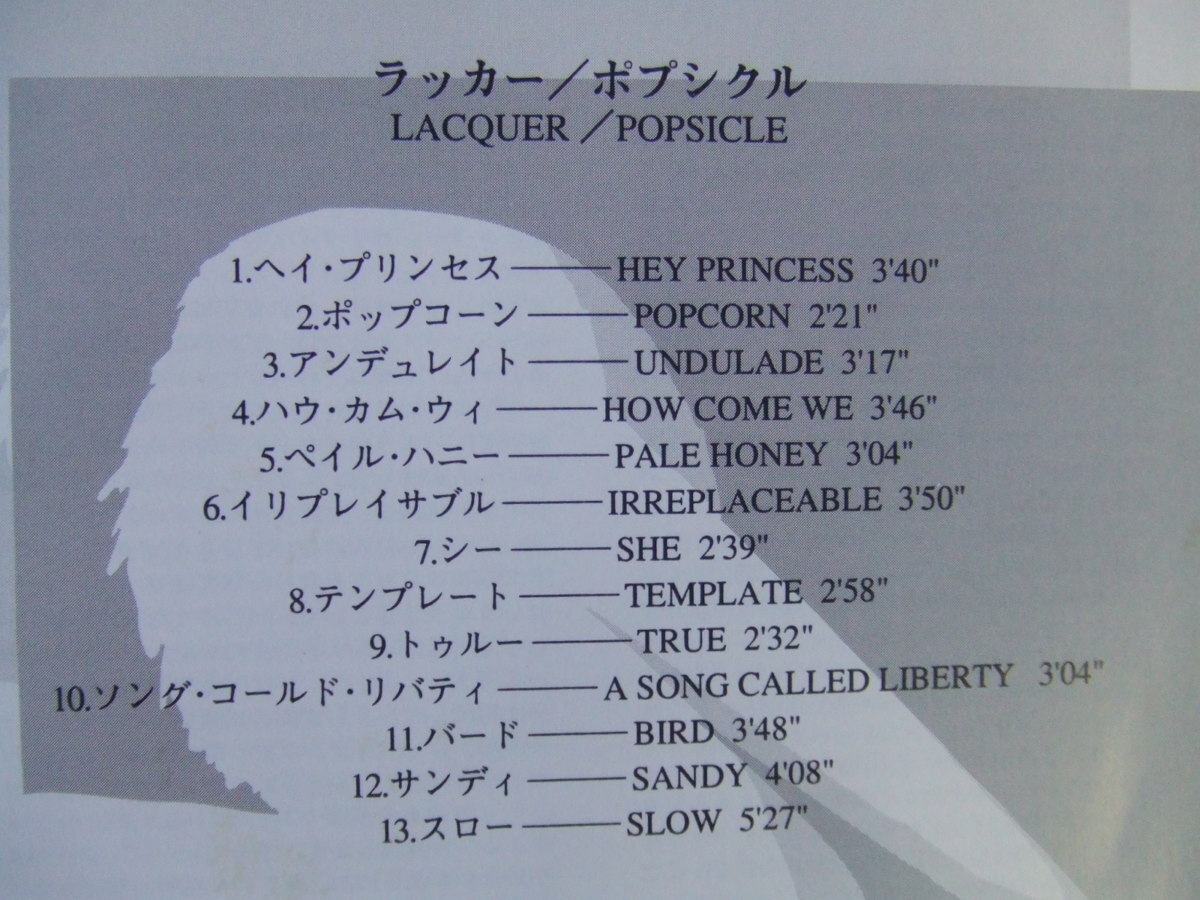 ラッカー／ポプシクル
LACQUER／POPSICLE
1.ヘイ・プリンセス———HEY PRINCESS 3'40"
2.ポップコーン———POPCORN 2'21"
3.アンデュレイト———UNDULADE 3'17"
4.ハウ・カム・ウィ———HOW COME WE 3'46"
5.ペイル・ハニー———PALE HONEY 3'04"
6.イリプレイサブル———IRREPLACEABLE 3'50"
7.シー———SHE 2'39"
8.テンプレート———TEMPLATE 2'58"
9.トゥルー———TRUE 2'32"
10.ソング・コールド・リバティ———A SONG CALLED LIBERTY 3'04"
11.バード———BIRD 3'48"
12.サンディ———SANDY 4'08"
13.スロー———SLOW 5'27"